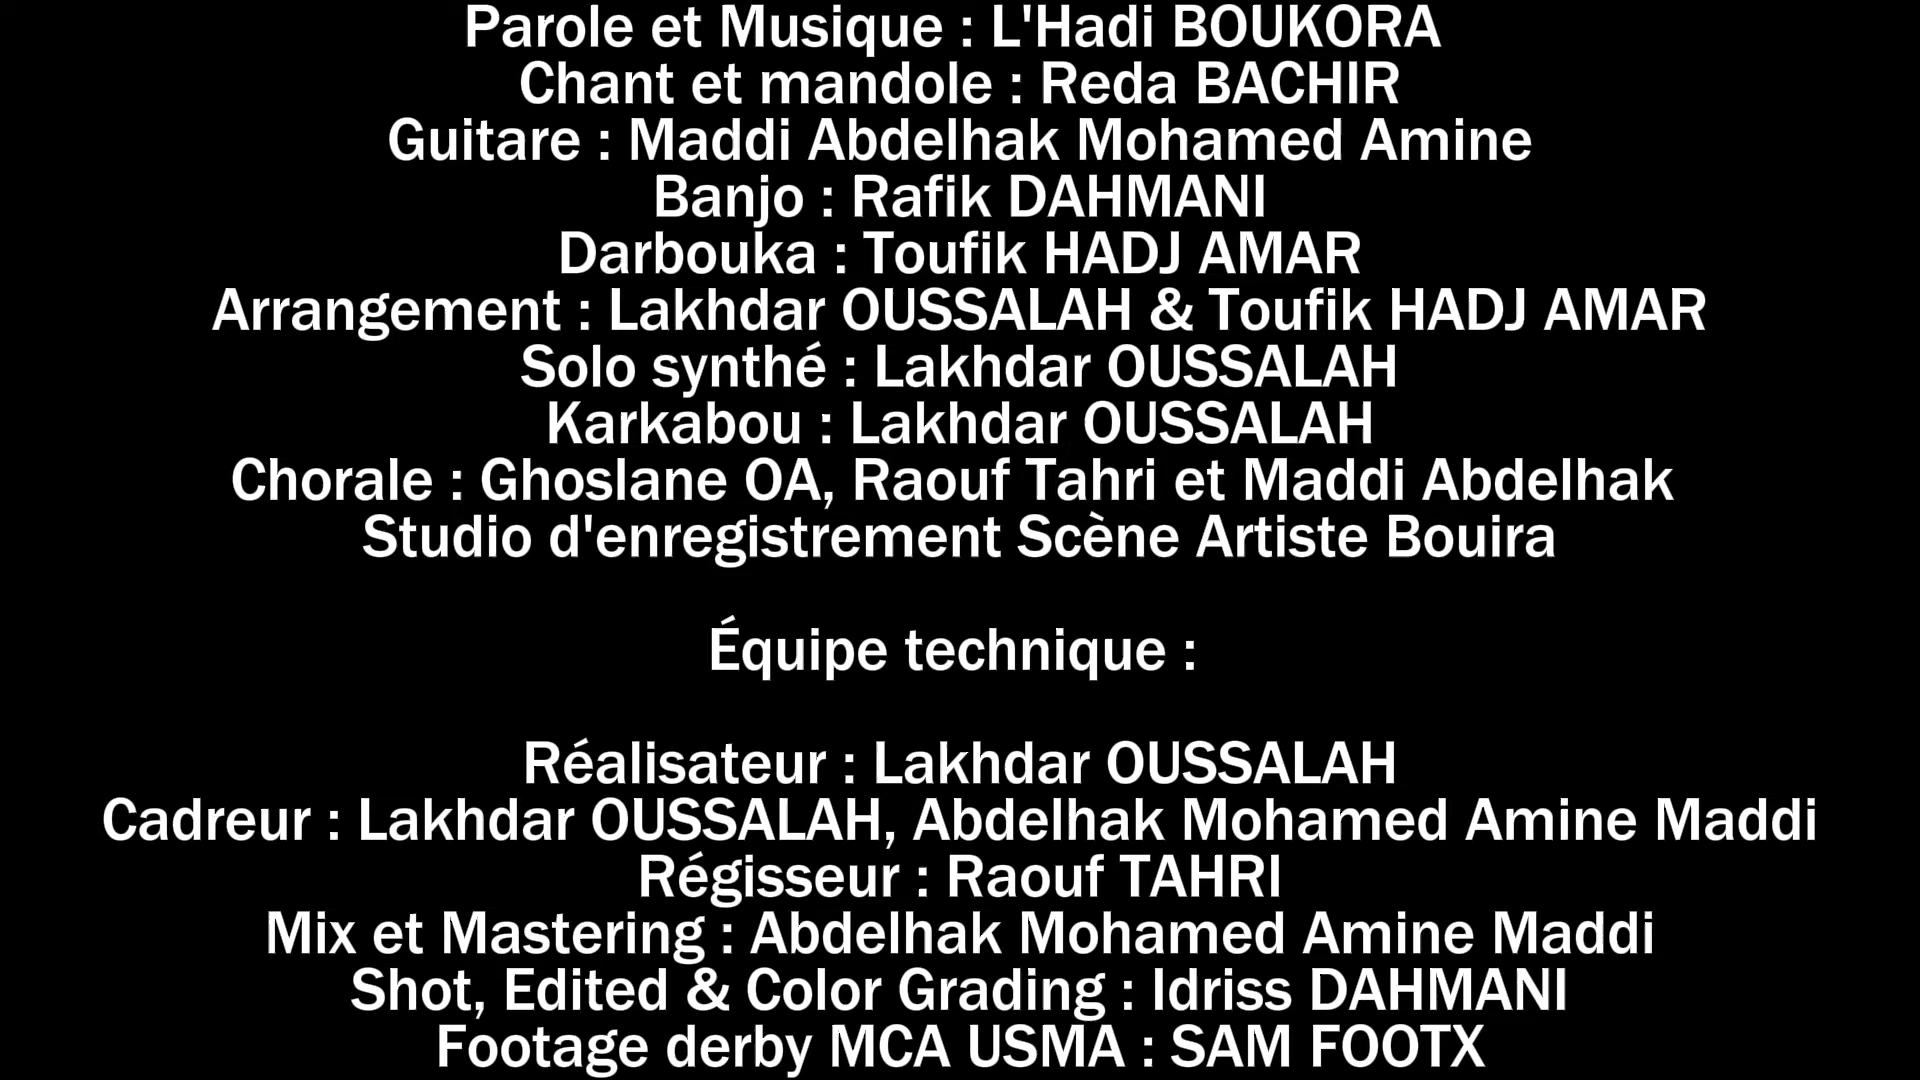 Parole et Musique : L'Hadi BOUKORA
Chant et mandole : Reda BACHIR
Guitare : Maddi Abdelhak Mohamed Amine
Banjo : Rafik DAHMANI
Darbouka : Toufik HADJ AMAR
Arrangement : Lakhdar OUSSALAH & Toufik HADJ AMAR
Solo synthé : Lakhdar OUSSALAH
Karkabou : Lakhdar OUSSALAH
Chorale : Ghoslane OA, Raouf Tahri et Maddi Abdelhak
Studio d'enregistrement Scène Artiste Bouira
Équipe technique :
Réalisateur : Lakhdar OUSSALAH
Cadreur : Lakhdar OUSSALAH, Abdelhak Mohamed Amine Maddi
Régisseur : Raouf TAHRI
Mix et Mastering : Abdelhak Mohamed Amine Maddi
Shot, Edited & Color Grading : Idriss DAHMANI
Footage derby MCA USMA : SAM FOOTX